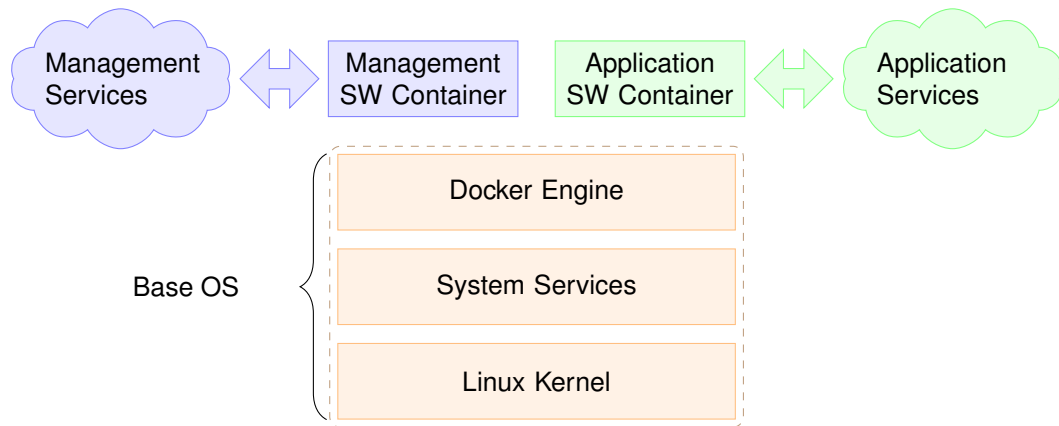 Management
Services
Management
SW Container
Application
SW Container
Application
Services
Docker Engine
System Services
Base OS
Linux Kernel